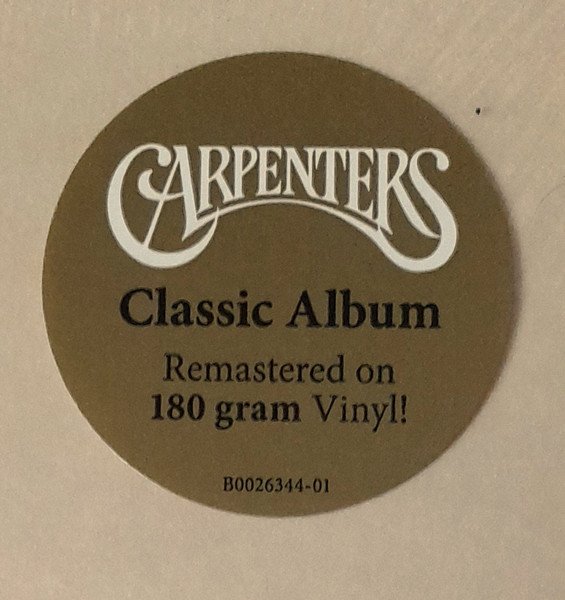 CARPENTERS
Classic Album
Remastered on
180 gram Vinyl!
B0026344-01